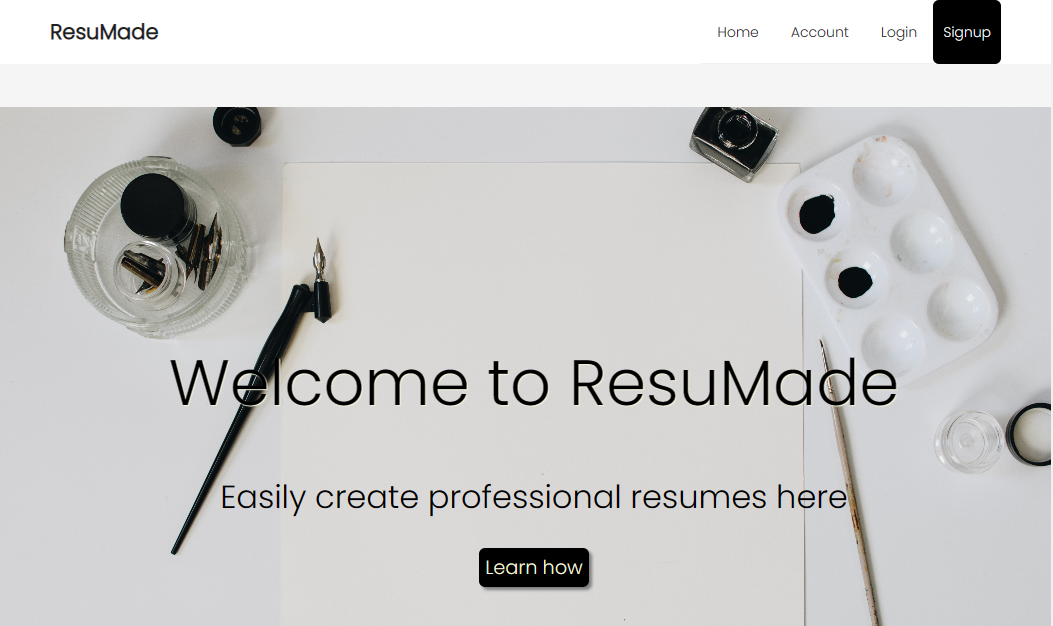 ResuMade
Home Account Login Signup
Welcome to ResuMade
Easily create professional resumes here
Learn how